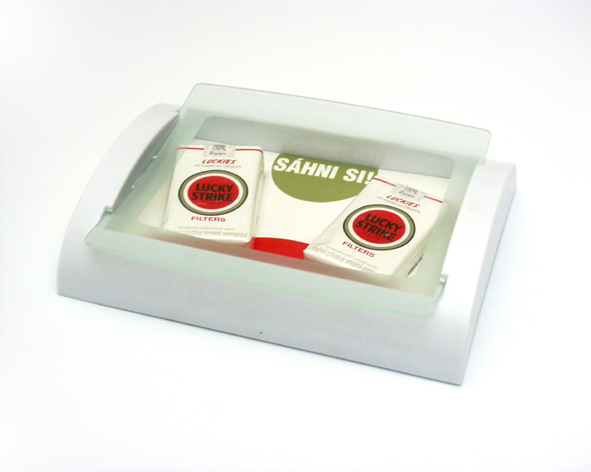 SÁHNI SI!
LUCKIES
LUCKY
STRIKE
FILTERS
LUCKIES
LUCKY
STRIKE
FILTERS